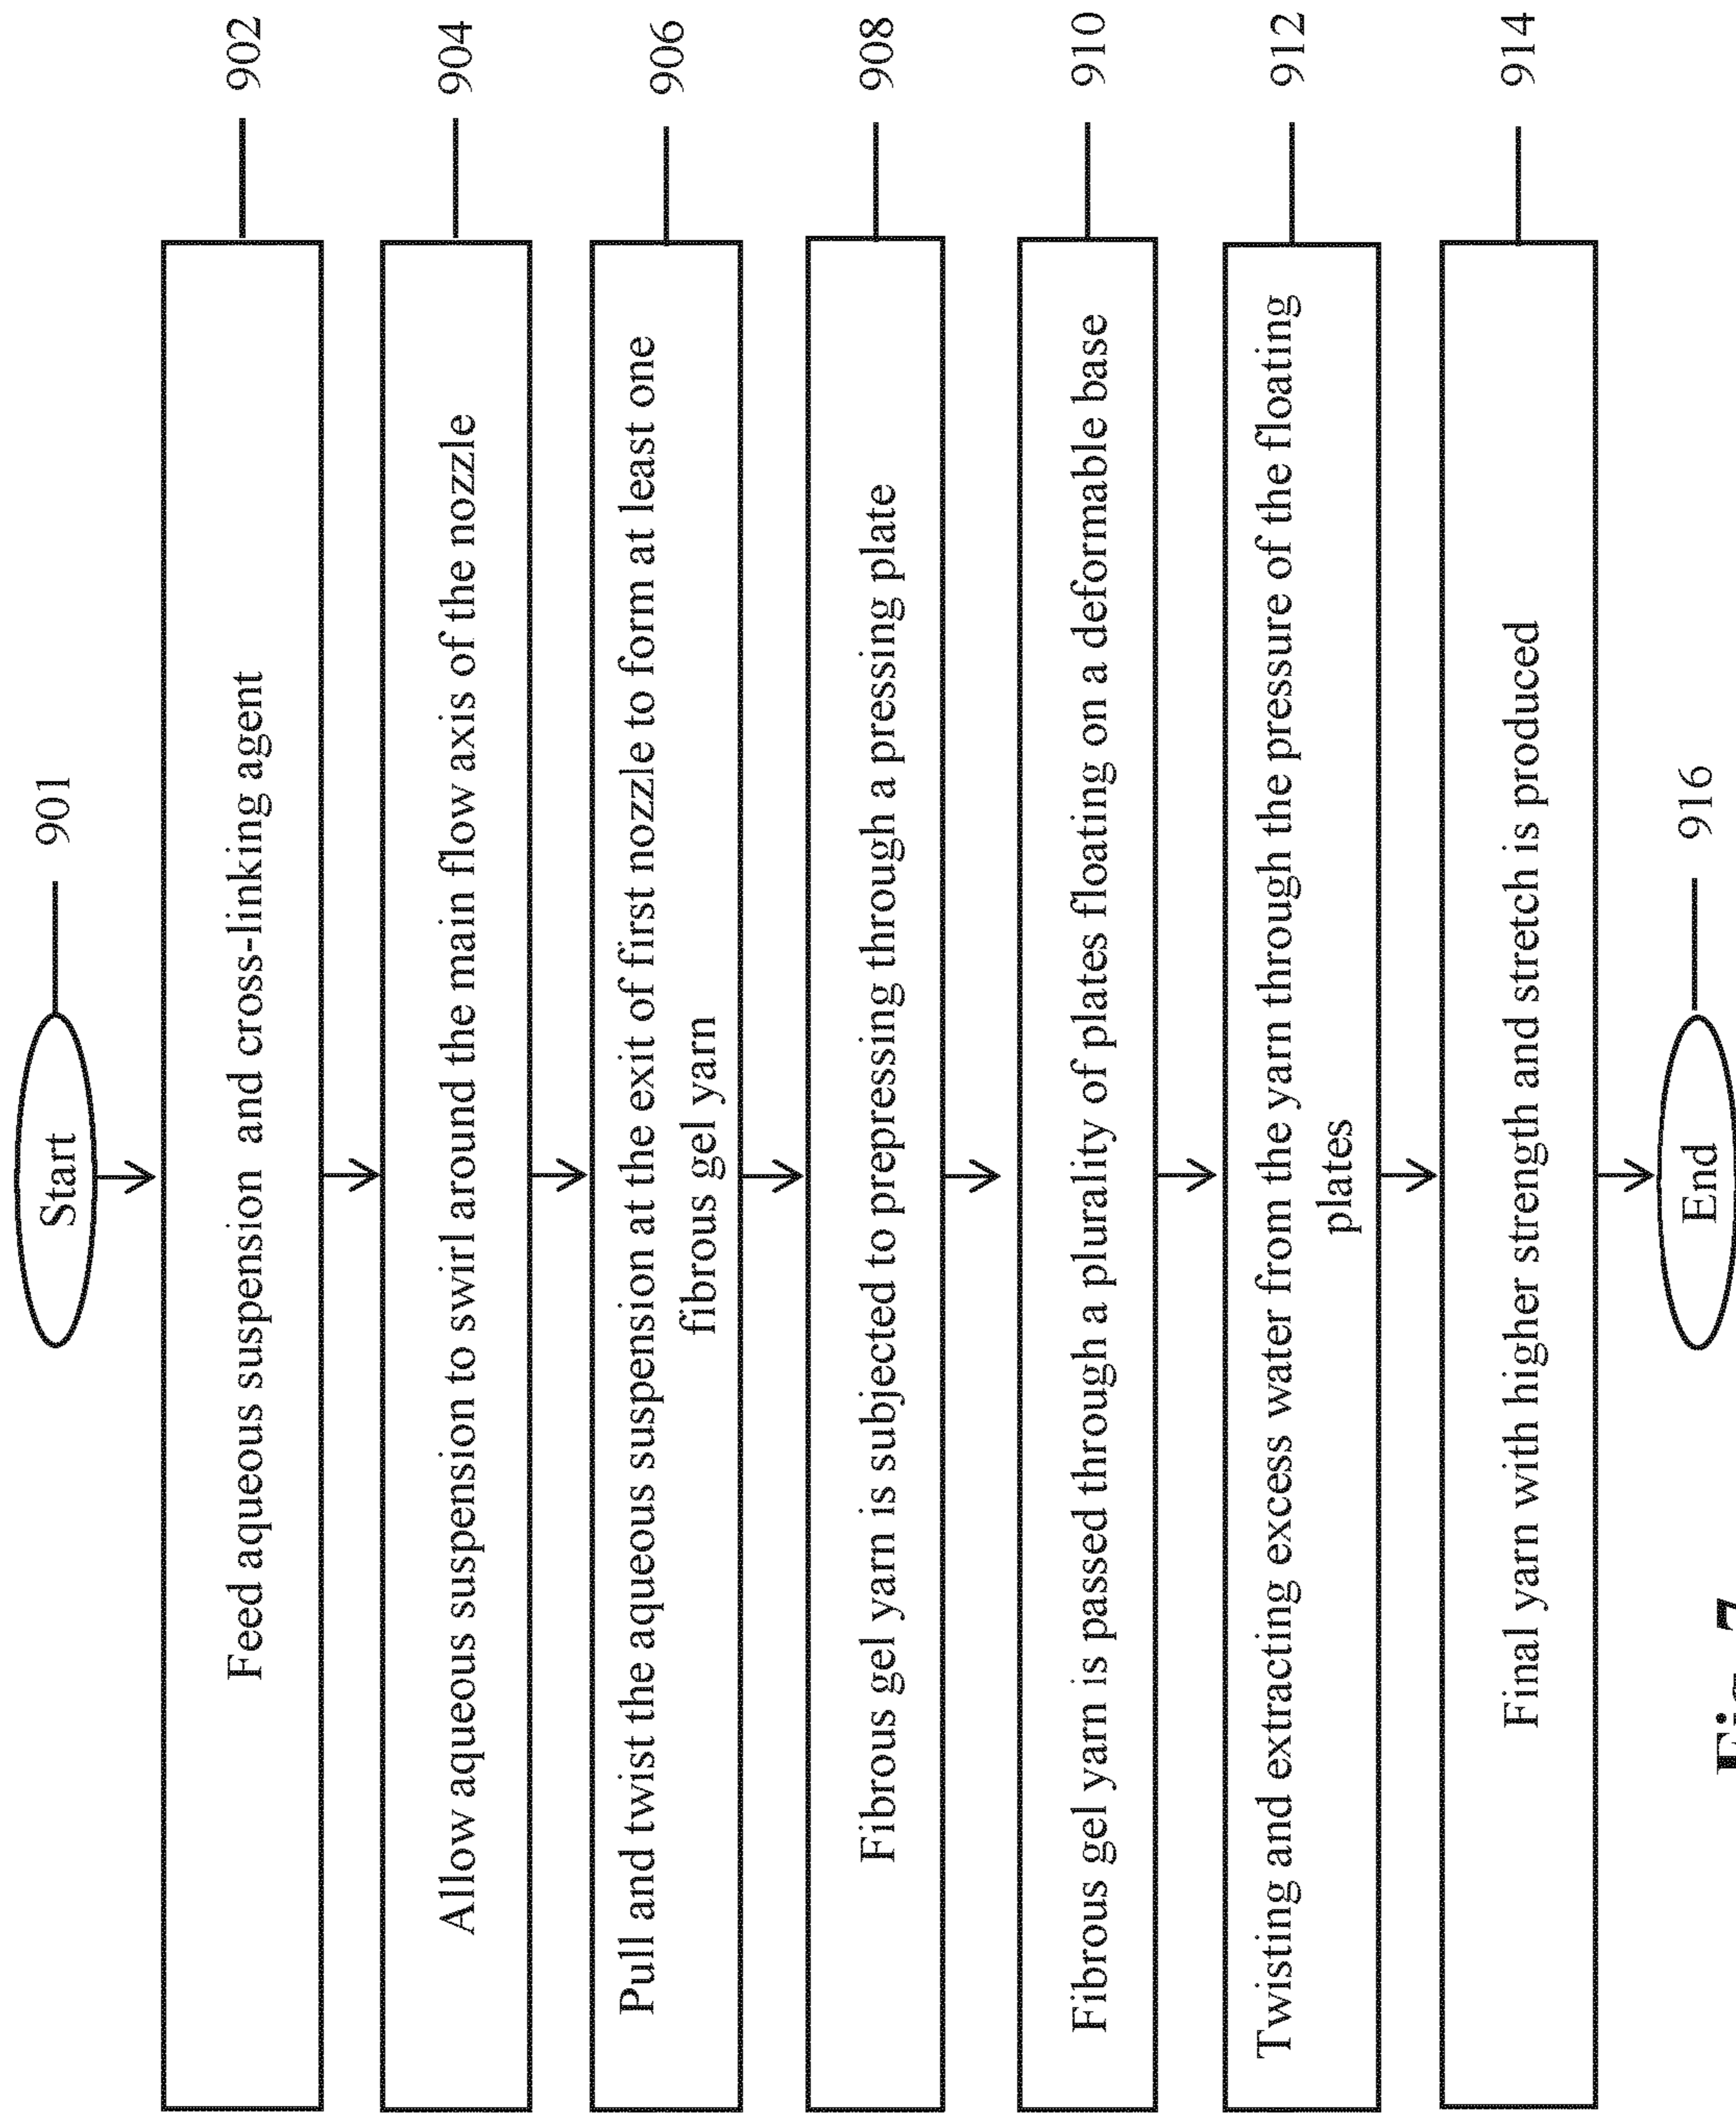 Start
901
Feed aqueous suspension and cross-linking agent
902
Allow aqueous suspension to swirl around the main flow axis of the nozzle
904
Pull and twist the aqueous suspension at the exit of first nozzle to form at least one
fibrous gel yarn
906
Fibrous gel yarn is subjected to prepressing through a pressing plate
908
Fibrous gel yarn is passed through a plurality of plates floating on a deformable base
910
Twisting and extracting excess water from the yarn through the pressure of the floating
plates
912
Final yarn with higher strength and stretch is produced
914
End
916